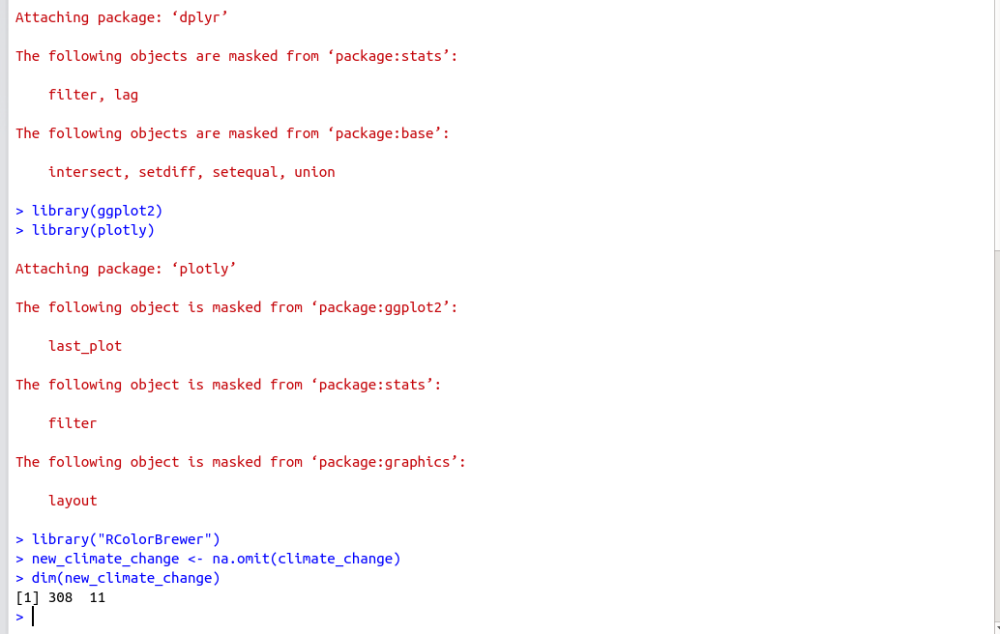 Attaching package: ‘dplyr’
The following objects are masked from ‘package:stats’:
    filter, lag
The following objects are masked from ‘package:base’:
    intersect, setdiff, setequal, union
> library(ggplot2)
> library(plotly)
Attaching package: ‘plotly’
The following object is masked from ‘package:ggplot2’:
    last_plot
The following object is masked from ‘package:stats’:
    filter
The following object is masked from ‘package:graphics’:
    layout
> library("RColorBrewer")
> new_climate_change <- na.omit(climate_change)
> dim(new_climate_change)
[1] 308  11
>